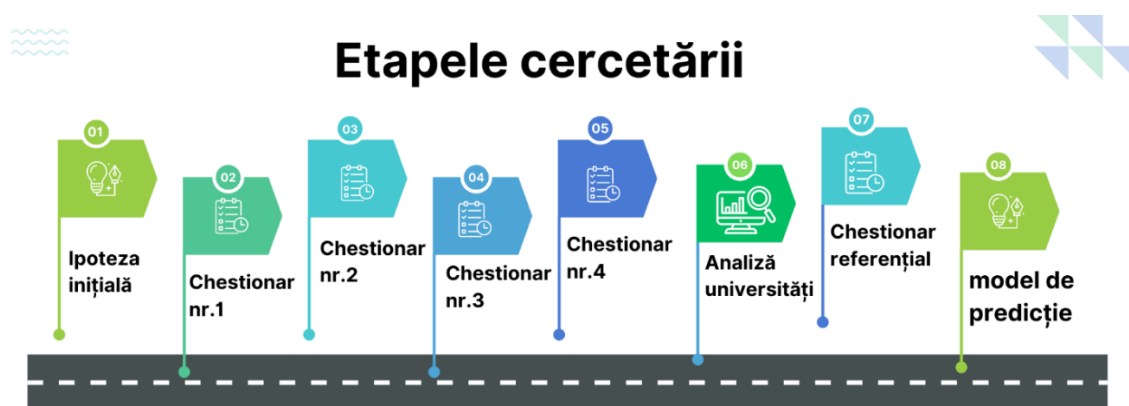 Etapele cercetării
01
Ipoteza
inițială
02
Chestionar
nr.1
03
Chestionar
nr.2
04
Chestionar
nr.3
05
Chestionar
nr.4
06
Analiză
universități
07
Chestionar
referențial
08
model de
predicție